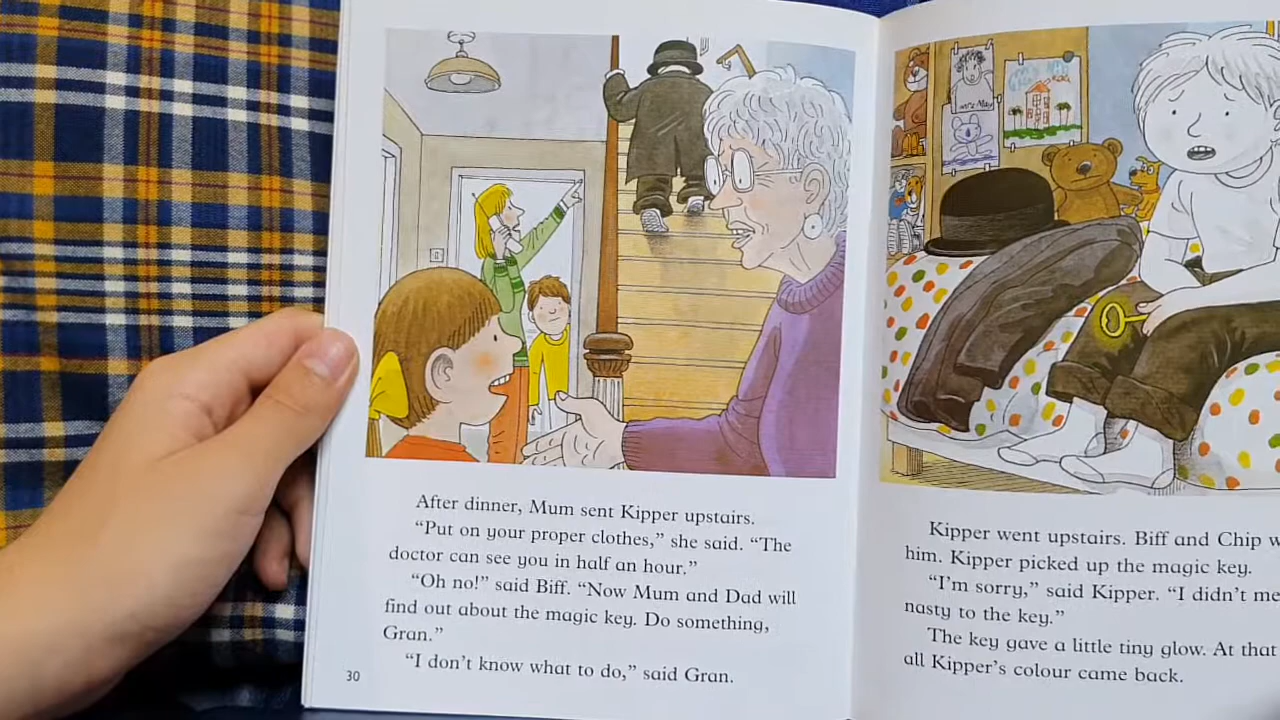 After dinner, Mum sent Kipper upstairs.
“Put on your proper clothes,” she said. “The
doctor can see you in half an hour.”
“Oh no!” said Biff. “Now Mum and Dad will
find out about the magic key. Do something,
Gran.”
“I don’t know what to do,” said Gran.
30
Kipper went upstairs. Biff and Chip
him. Kipper picked up the magic key.
“I’m sorry,” said Kipper. “I didn’t
nasty to the key.”
The key gave a little tiny glow. At that
all Kipper’s colour came back.